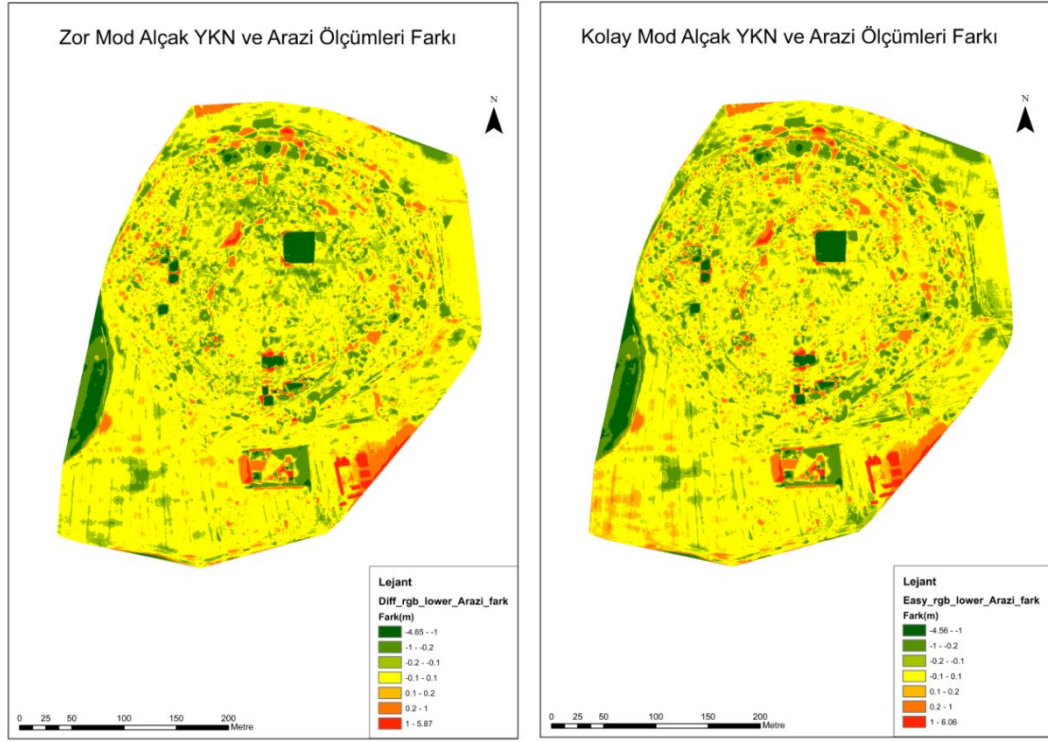 Zor Mod Alçak YKN ve Arazi Ölçümleri Farkı
N
Lejant
Diff_rgb_lower_Arazi_fark
Fark(m)
-4.65 - -1
-1 - -0.2
-0.2 - -0.1
-0.1 - 0.1
0.1 - 0.2
0.2 - 1
1 - 5.87
0 25 50 100 150 200
Metre
Kolay Mod Alçak YKN ve Arazi Ölçümleri Farkı
N
Lejant
Easy_rgb_lower_Arazi_fark
Fark(m)
-4.56 - -1
-1 - -0.2
-0.2 - -0.1
-0.1 - 0.1
0.1 - 0.2
0.2 - 1
1 - 6.06
0 25 50 100 150 200
Metre